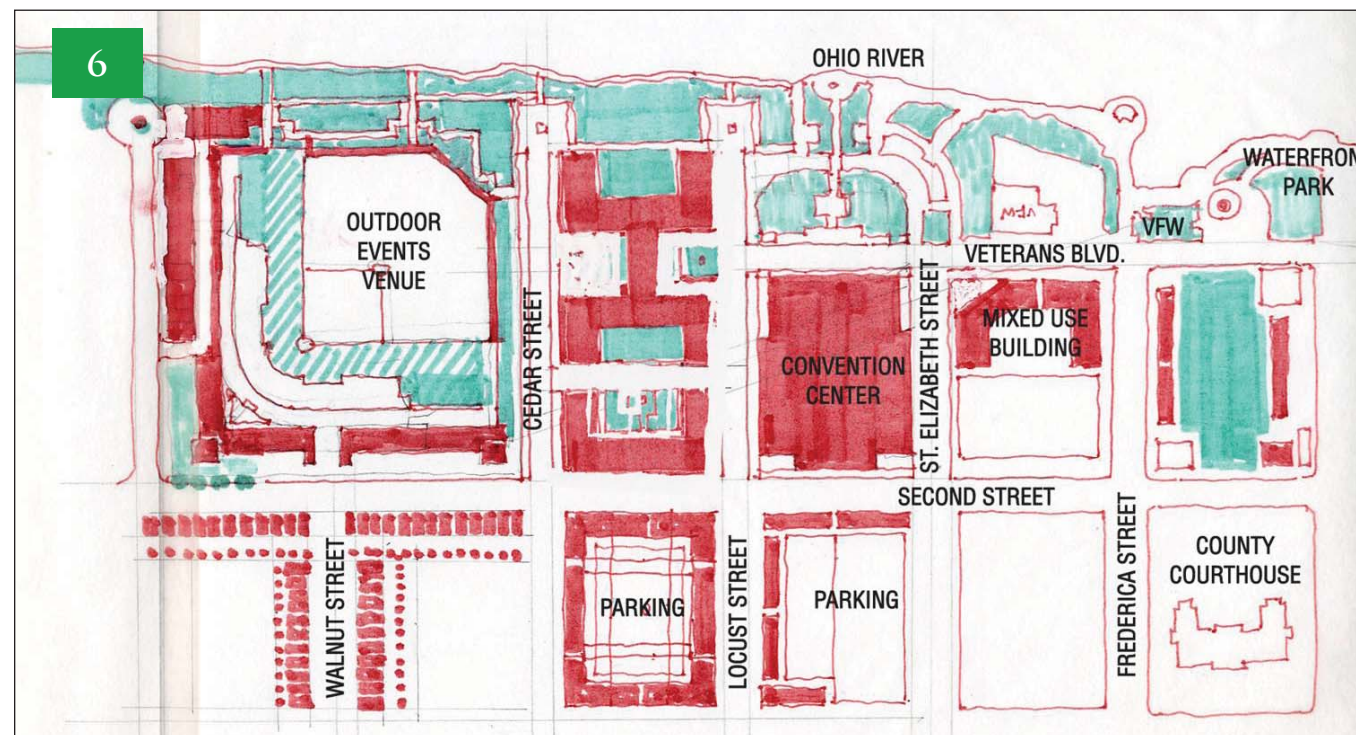 6
OHIO RIVER
WATERFRON
PARK
OUTDOOR
EVENTS
VENUE
VFW
VFW
VETERANS BLVD.
CEDAR STREET
ST. ELIZABETH STREET
MIXED USE
BUILDING
CONVENTION
CENTER
SECOND STREET
WALNUT STREET
LOCUST STREET
FREDERICA STREET
COUNTY
COURTHOUSE
PARKING
PARKING